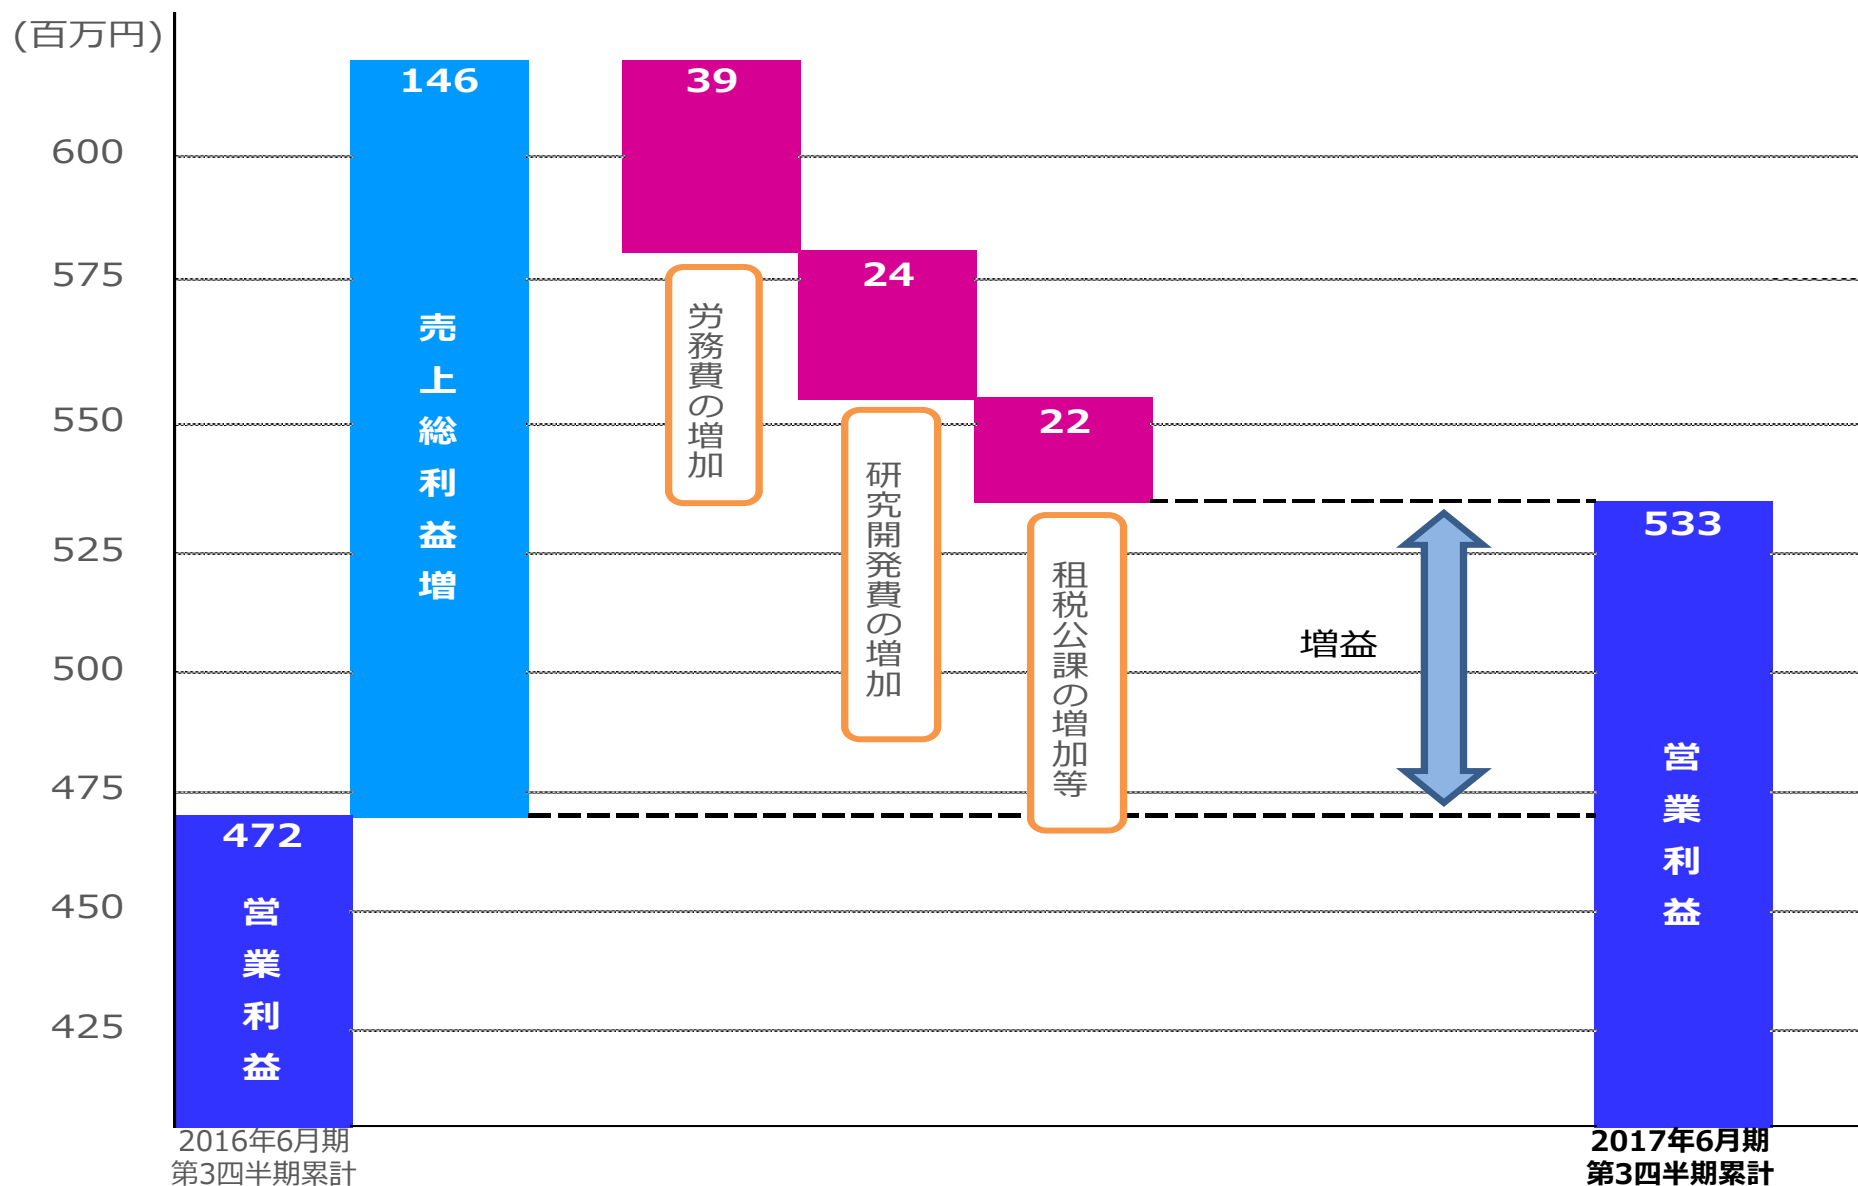 (百万円)
600
575
550
525
500
475
450
425
472
営業利益
146
売上総利益増
39
労務費の増加
24
研究開発費の増加
22
租税公課の増加等
増益
533
営業利益
2016年6月期
第3四半期累計
2017年6月期
第3四半期累計